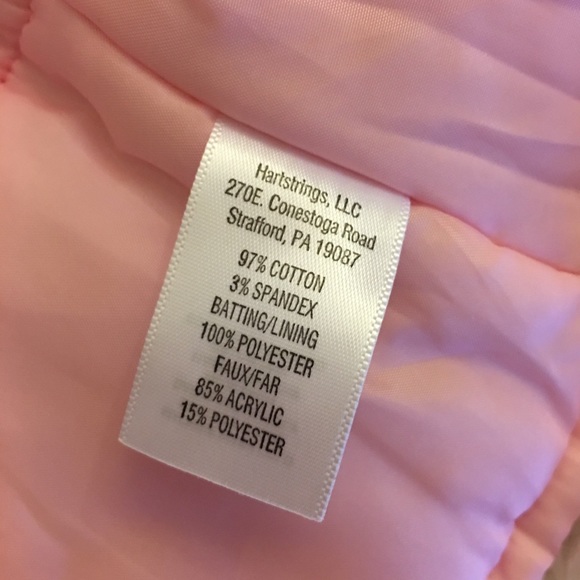 Hartstrings, LLC
270E. Conestoga Road
Strafford, PA 19087
97% COTTON
3% SPANDEX
BATTING/LINING
100% POLYESTER
FAUX/FAR
85% ACRYLIC
15% POLYESTER